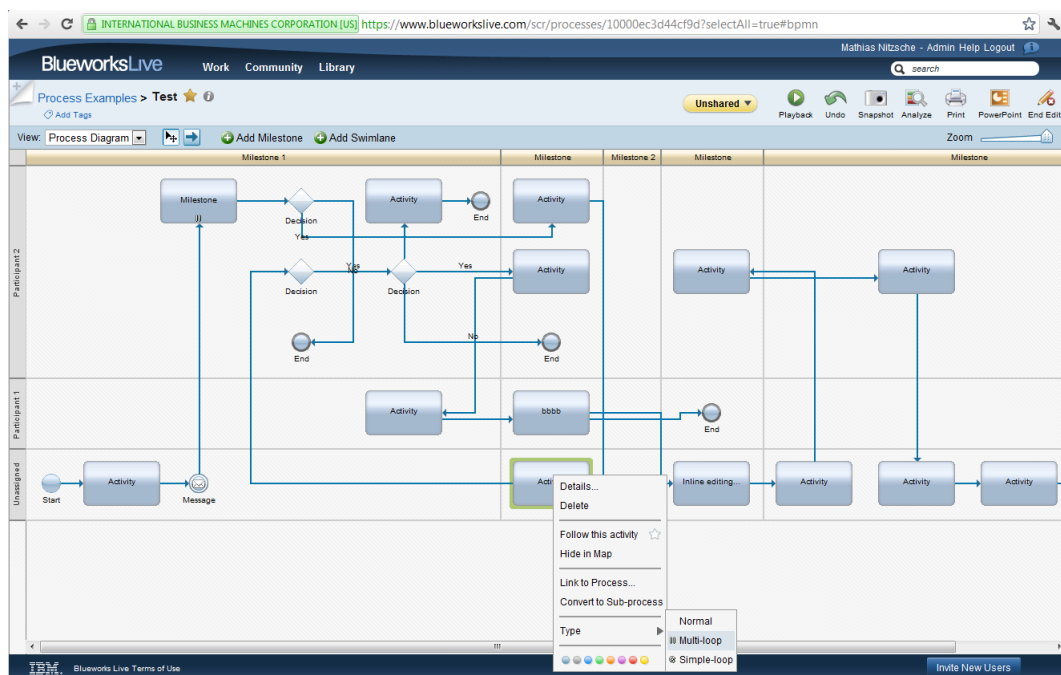 INTERNATIONAL BUSINESS MACHINES CORPORATION [US] https://www.blueworkslive.com/scr/processes/10000ec3d44cf9d?selectAll=true#bpmn
Mathias Nitzsche - Admin Help Logout
BlueworksLive Work Community Library search
Process Examples > Test
Add Tags
Unshared
Playback Undo Snapshot Analyze Print PowerPoint End Edit
View: Process Diagram Add Milestone Add Swimlane Zoom
Milestone 1 Milestone Milestone 2 Milestone Milestone
Participant 2
Milestone
Decision
Activity
End
Activity
Yes
Decision
Yes
No
Decision
Yes
Activity
Activity
Activity
End
No
End
Participant 1
Activity
bbbb
End
Unassigned
Start
Activity
Message
Inline editing...
Activity
Activity
Activity
Details...
Delete
Follow this activity
Hide in Map
Link to Process...
Convert to Sub-process
Type
Normal
Multi-loop
Simple-loop
IBM. Blueworks Live Terms of Use
Invite New Users